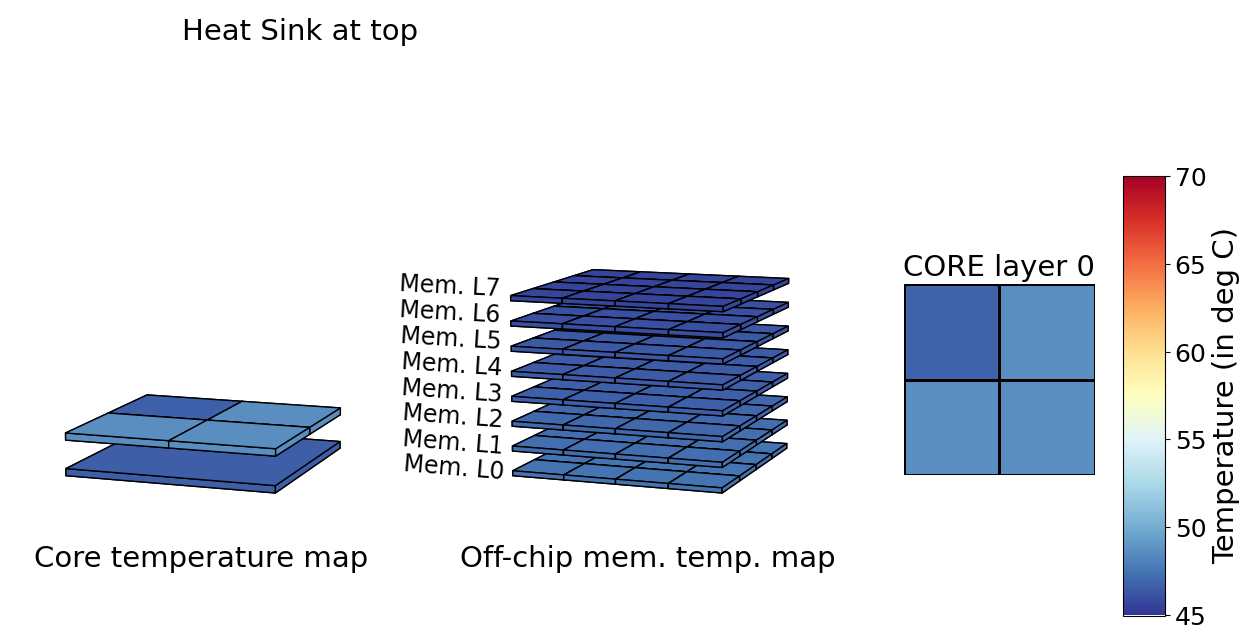 Heat Sink at top
Mem. L7
Mem. L6
Mem. L5
Mem. L4
Mem. L3
Mem. L2
Mem. L1
Mem. L0
Core temperature map
Off-chip mem. temp. map
CORE layer 0
70
65
60
55
50
45
Temperature (in deg C)